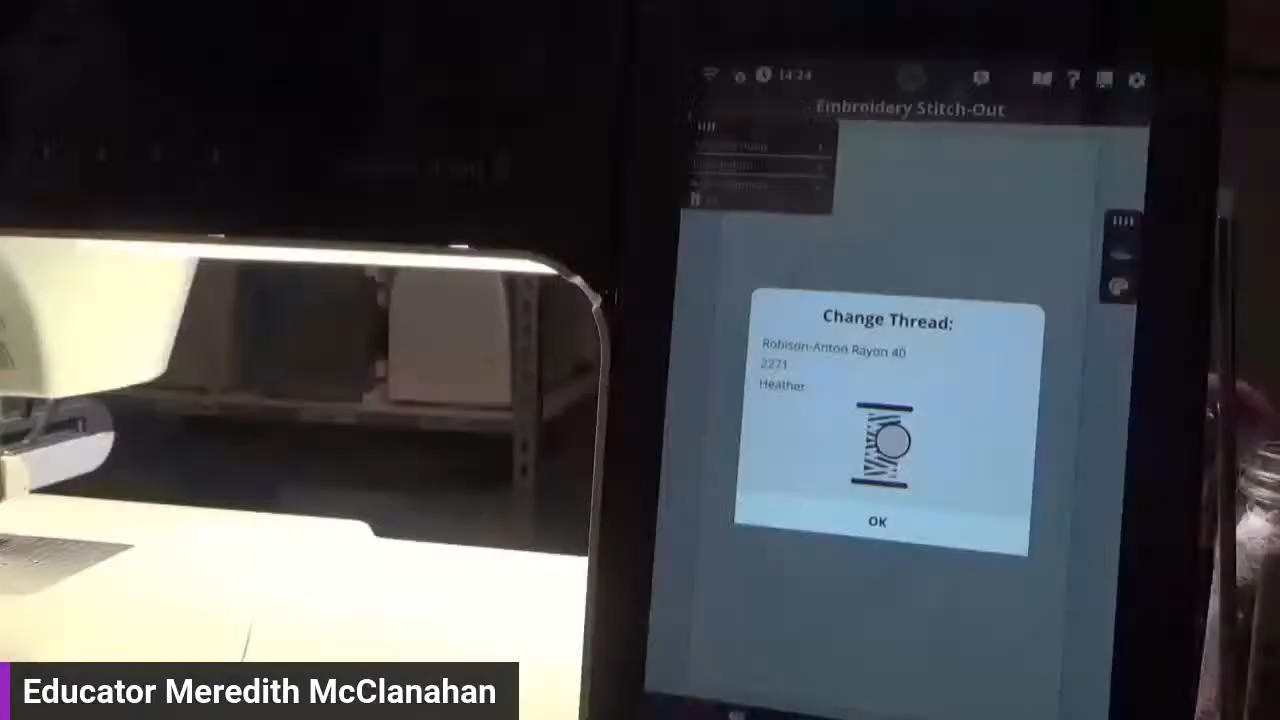 14:24
Embroidery Stitch-Out
Change Thread:
Robison-Anton Rayon 40
2271
Heather
OK
Educator Meredith McClanahan